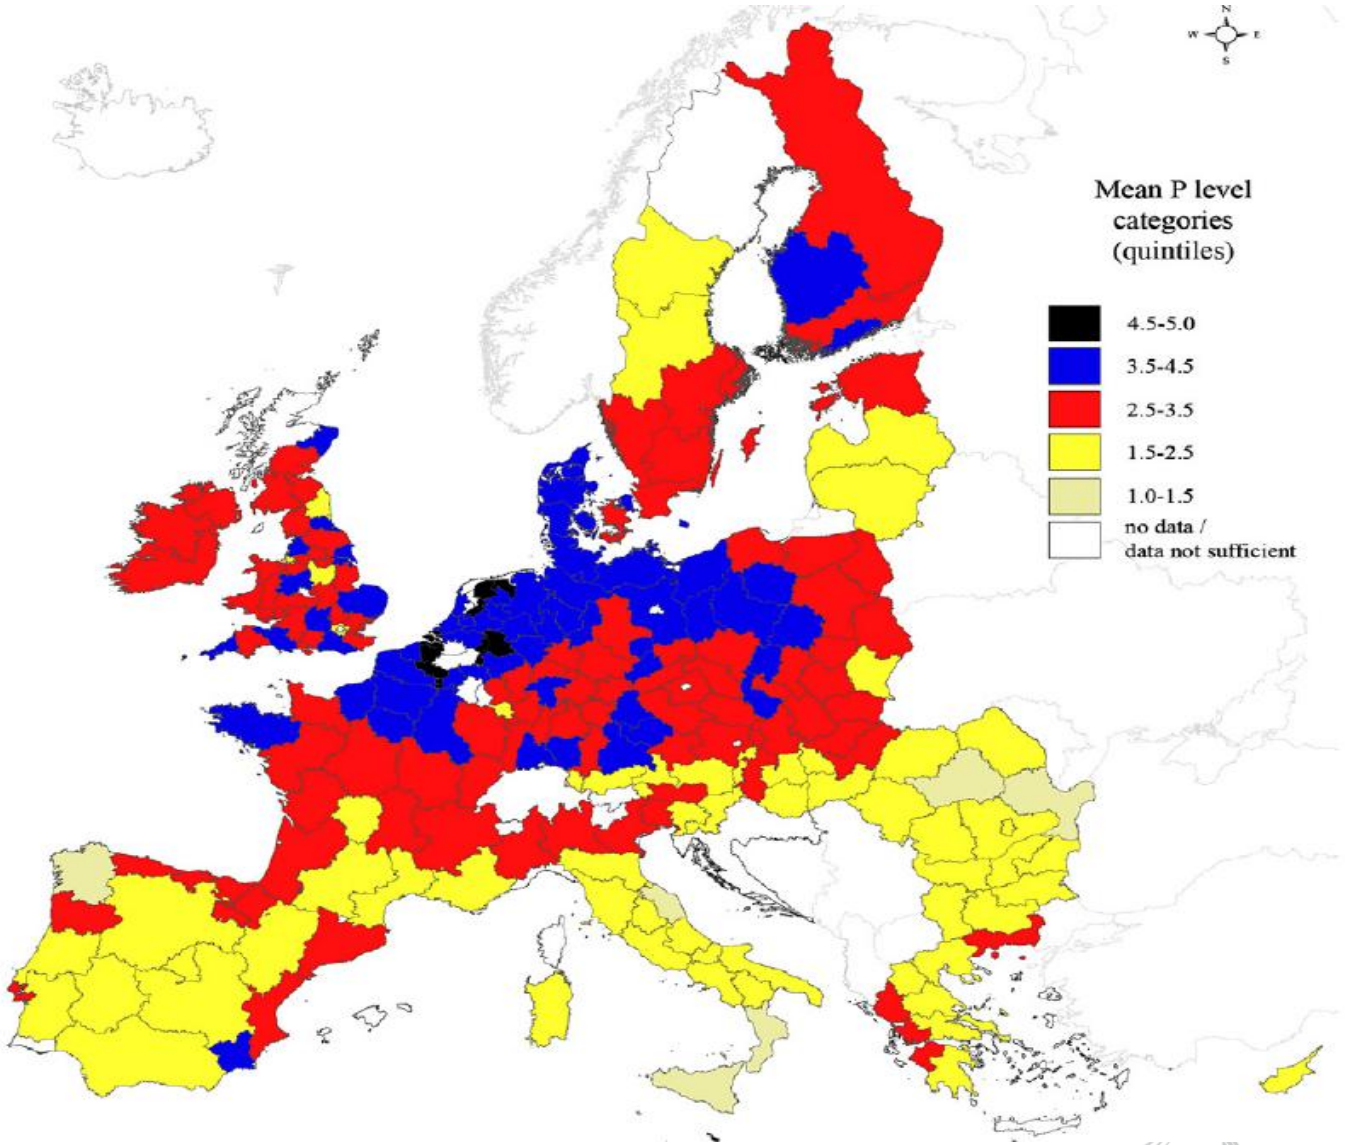 N
W E
S
Mean P level
categories
(quintiles)
4.5-5.0
3.5-4.5
2.5-3.5
1.5-2.5
1.0-1.5
no data /
data not sufficient